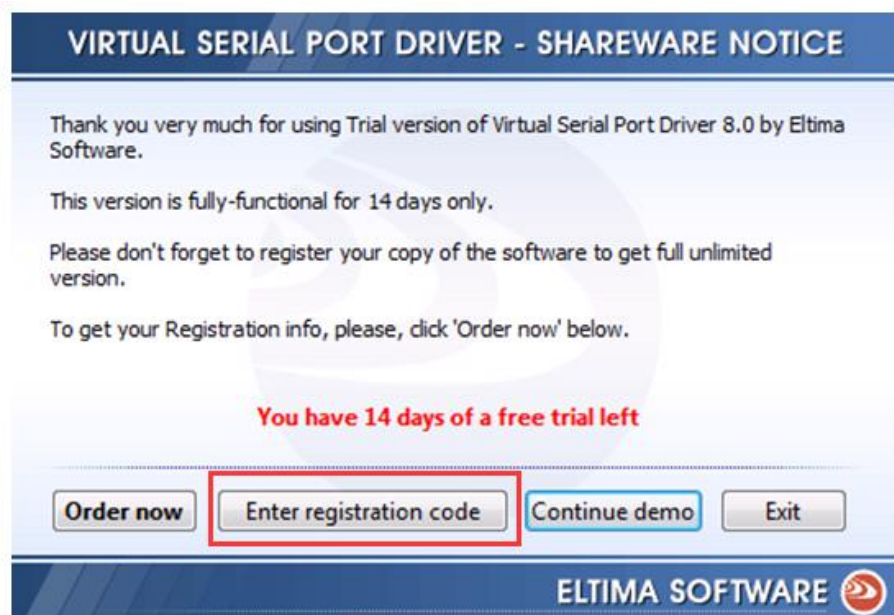 VIRTUAL SERIAL PORT DRIVER - SHAREWARE NOTICE
Thank you very much for using Trial version of Virtual Serial Port Driver 8.0 by Eltima
Software.
This version is fully-functional for 14 days only.
Please don't forget to register your copy of the software to get full unlimited
version.
To get your Registration info, please, click 'Order now' below.
You have 14 days of a free trial left
Order now Enter registration code Continue demo Exit
ELTIMA SOFTWARE